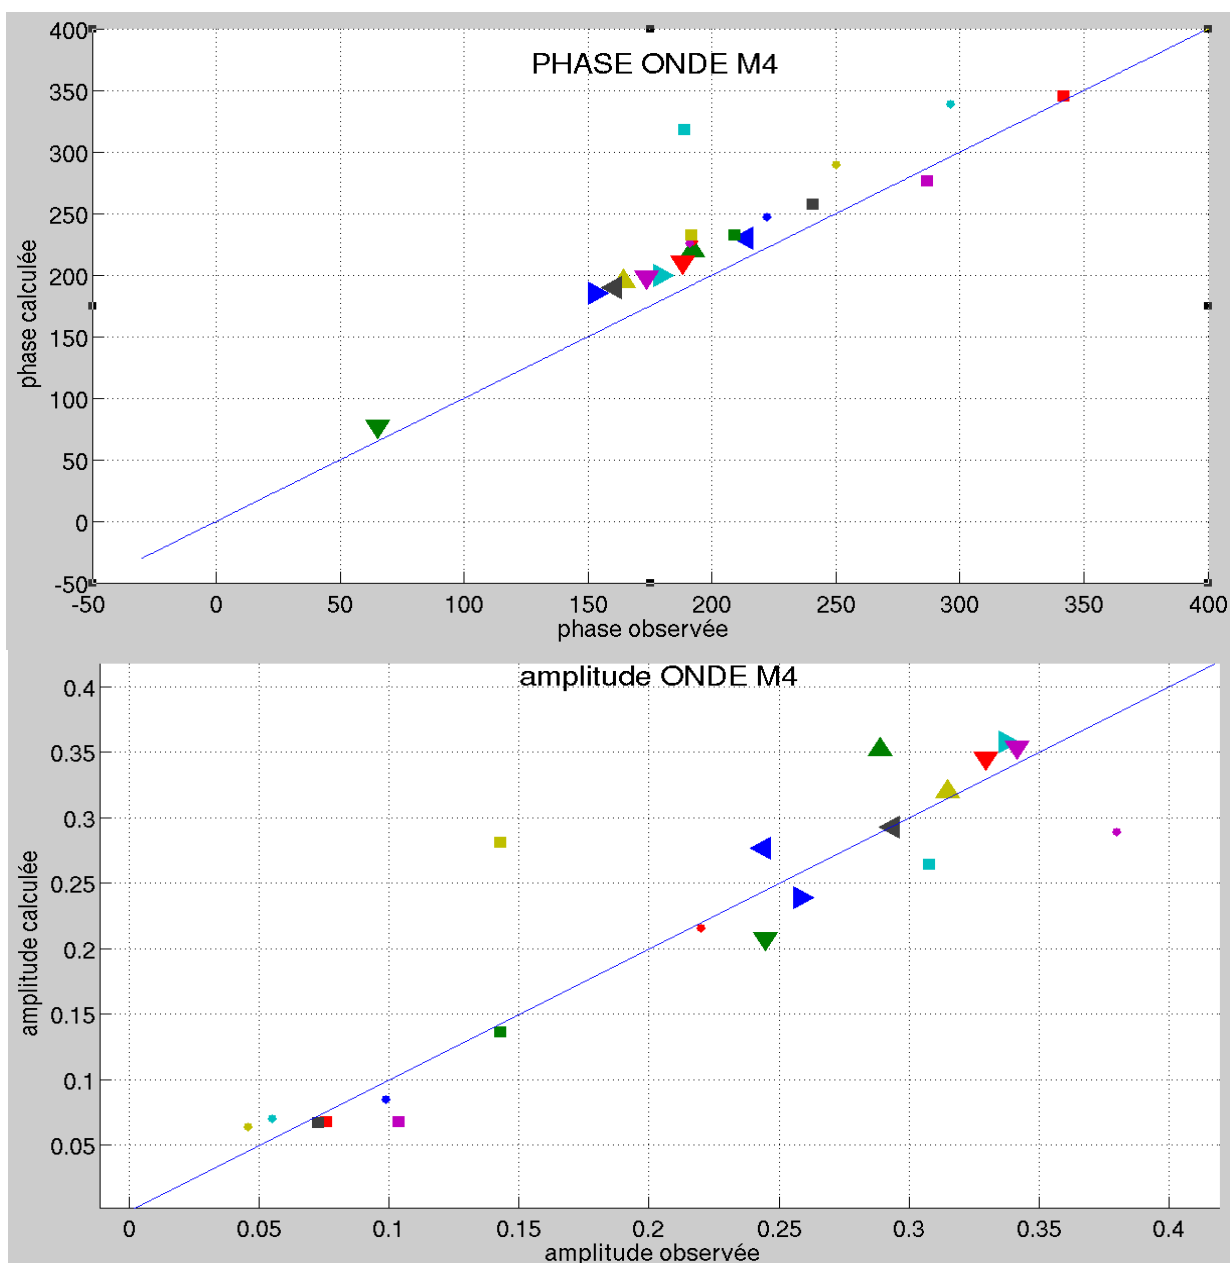 PHASE ONDE M4
400
350
300
250
200
150
100
50
0
-50
phase calculée
-50 0 50 100 150 200 250 300 350 400
phase observée
amplitude ONDE M4
0.4
0.35
0.3
0.25
0.2
0.15
0.1
0.05
amplitude calculée
0 0.05 0.1 0.15 0.2 0.25 0.3 0.35 0.4
amplitude observée